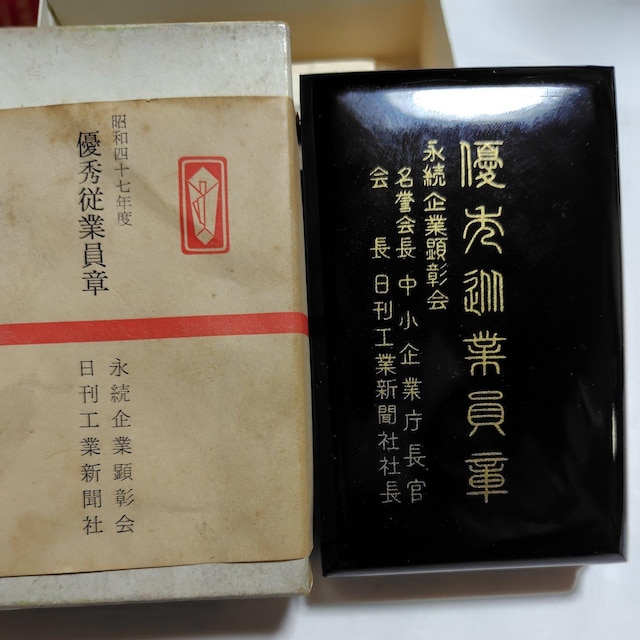 昭和四十七年度
優秀従業員章
永続企業顕彰会
日刊工業新聞社
優秀従業員章
永続企業顕彰会
名誉会長 中小企業庁長官
会長 日刊工業新聞社社長